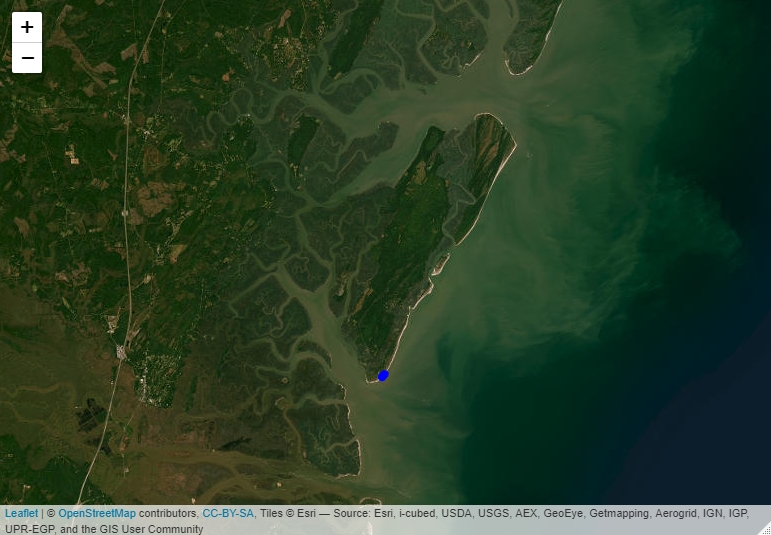 +
−
Leaflet | © OpenStreetMap contributors, CC-BY-SA, Tiles © Esri — Source: Esri, i-cubed, USDA, USGS, AEX, GeoEye, Getmapping, Aerogrid, IGN, IGP,
UPR-EGP, and the GIS User Community